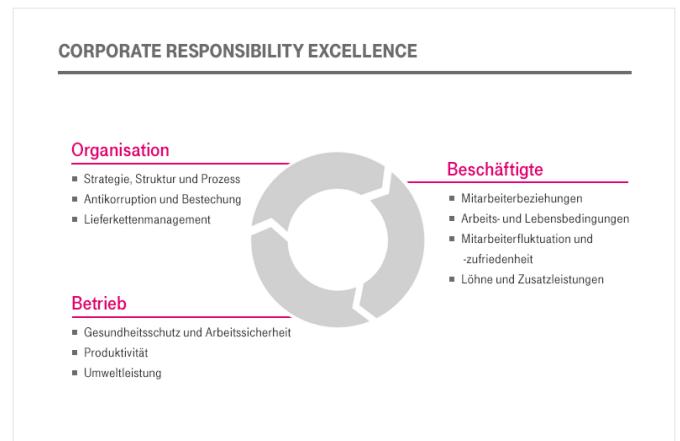 CORPORATE RESPONSIBILITY EXCELLENCE
Organisation
Strategie, Struktur und Prozess
Antikorruption und Bestechung
Lieferkettenmanagement
Beschäftigte
Mitarbeiterbeziehungen
Arbeits- und Lebensbedingungen
Mitarbeiterfluktuation und
-zufriedenheit
Löhne und Zusatzleistungen
Betrieb
Gesundheitsschutz und Arbeitssicherheit
Produktivität
Umweltleistung